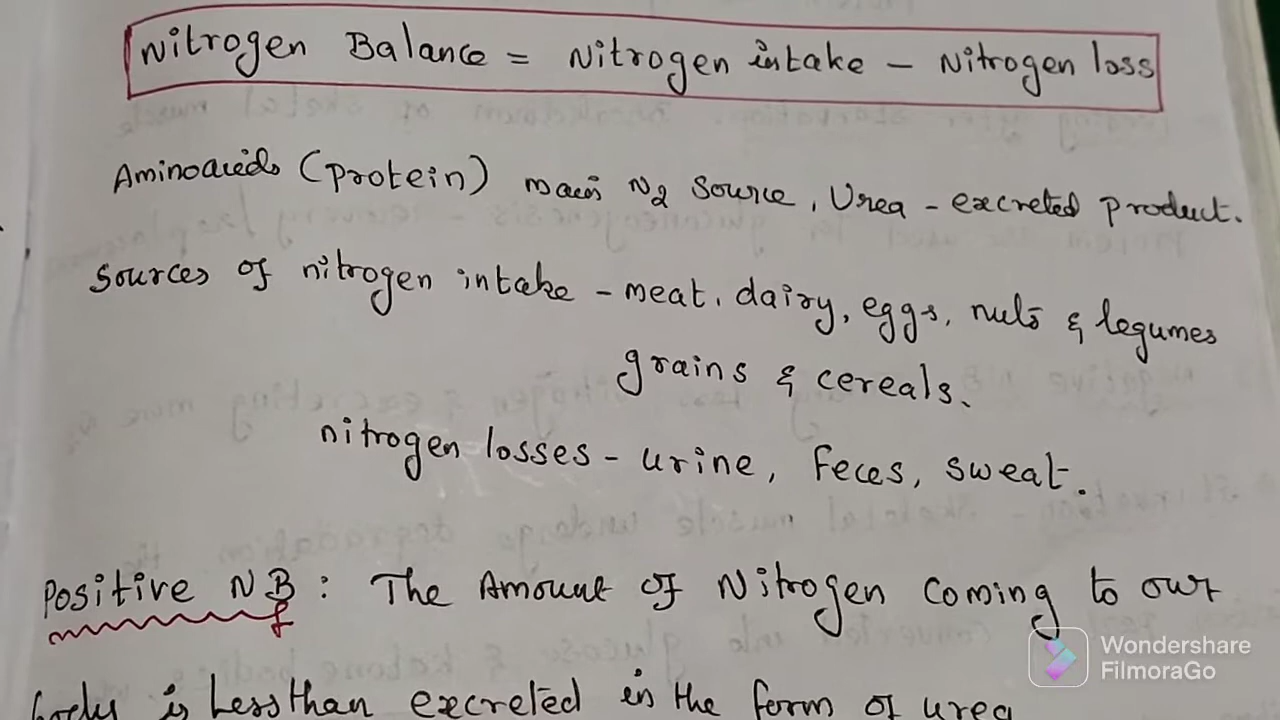 Nitrogen Balance = Nitrogen intake - Nitrogen loss
Aminoacids (Protein) main N2 source, Urea - excreted product.
Sources of nitrogen intake - meat, dairy, eggs, nuts & legumes
grains & cereals.
nitrogen losses - urine, Feces, sweat.
Positive NB : The Amount of Nitrogen coming to our
body is Lessthan excreted in the form of urea
Wondershare
FilmoraGo